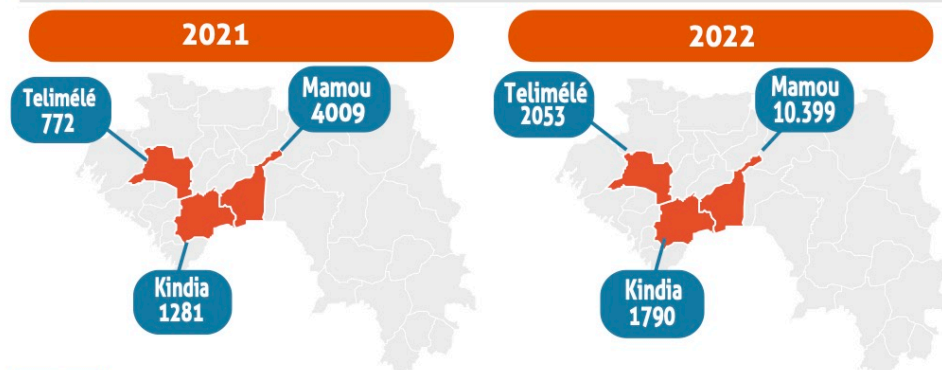 2021
2022
Telimélé
772
Mamou
4009
Kindia
1281
Telimélé
2053
Mamou
10.399
Kindia
1790